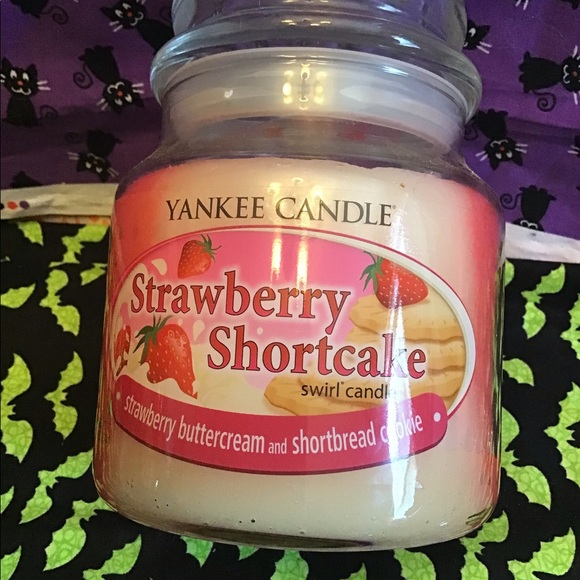 YANKEE CANDLE®
Strawberry
Shortcake
swirl® candle
strawberry buttercream and shortbread cookie